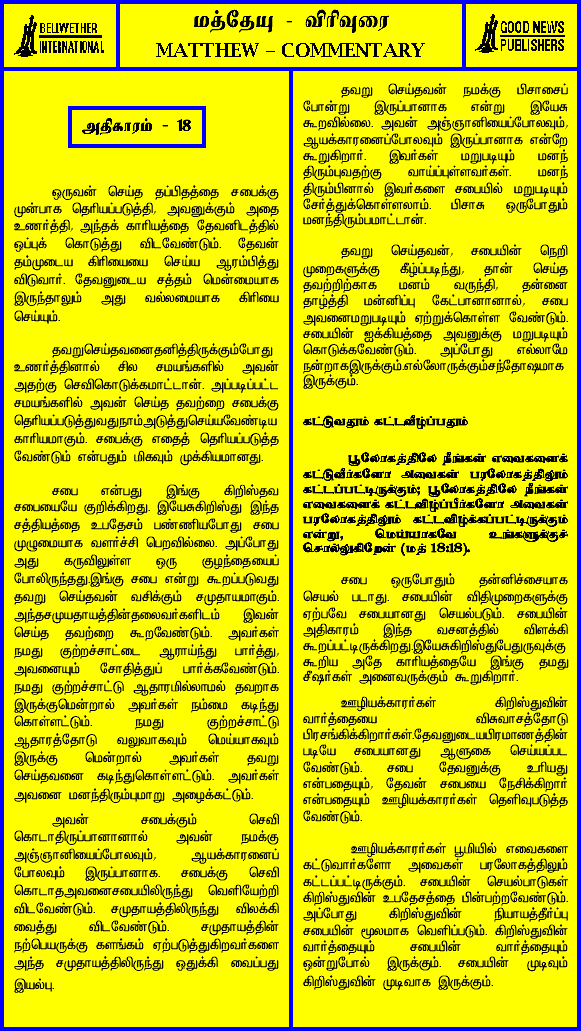 BELWETHER
INTERNATIONAL
மத்தேயு - விரிவுரை
MATTHEW – COMMENTARY
GOOD NEWS
PUBLISHERS
அதிகாரம் - 18
ஒருவன் செய்த தப்பிதத்தை சபைக்கு
முன்பாக தெரியப்படுத்தி, அவனுக்கும் அதை
உணர்த்தி, அந்தக் காரியத்தை தேவனிடத்தில்
ஒப்புக் கொடுத்து விடவேண்டும். தேவன்
தம்முடைய கிரியையை செய்ய ஆரம்பித்து
விடுவார். தேவனுடைய சத்தம் மென்மையாக
இருந்தாலும் அது வல்லமையாக கிரியை
செய்யும்.
தவறுசெய்தவனைதனித்திருக்கும்போது
உணர்த்தினால் சில சமயங்களில் அவன்
அதற்கு செவிகொடுக்கமாட்டான். அப்படிப்பட்ட
சமயங்களில் அவன் செய்த தவற்றை சபைக்கு
தெரியப்படுத்துவதுநாம்அடுத்துசெய்யவேண்டிய
காரியமாகும். சபைக்கு எதைத் தெரியப்படுத்த
வேண்டும் என்பதும் மிகவும் முக்கியமானது.
சபை என்பது இங்கு கிறிஸ்தவ
சபையையே குறிக்கிறது. இயேசுகிறிஸ்து இந்த
சத்தியத்தை உபதேசம் பண்ணியபோது சபை
முழுமையாக வளர்ச்சி பெறவில்லை. அப்போது
அது கருவிலுள்ள ஒரு குழந்தையைப்
போலிருந்தது.இங்கு சபை என்று கூறப்படுவது
தவறு செய்தவன் வசிக்கும் சமுதாயமாகும்.
அந்தசமுயதாயத்தின்தலைவர்களிடம் இவன்
செய்த தவற்றை கூறவேண்டும். அவர்கள்
நமது குற்றச்சாட்டை ஆராய்ந்து பார்த்து,
அவனையும் சோதித்துப் பார்க்கவேண்டும்.
நமது குற்றச்சாட்டு ஆதாரமில்லாமல் தவறாக
இருக்குமென்றால் அவர்கள் நம்மை கடிந்து
கொள்ளட்டும். நமது குற்றச்சாட்டு
ஆதாரத்தோடு வலுவாகவும் மெய்யாகவும்
இருக்கு மென்றால் அவர்கள் தவறு
செய்தவனை கடிந்துகொள்ளட்டும். அவர்கள்
அவனை மனந்திரும்புமாறு அழைக்கட்டும்.
அவன் சபைக்கும் செவி
கொடாதிருப்பானானால் அவன் நமக்கு
அஞ்ஞானியைப்போலவும், ஆயக்காரனைப்
போலவும் இருப்பானாக. சபைக்கு செவி
கொடாதஅவனைசபையிலிருந்து வெளியேற்றி
விடவேண்டும். சமுதாயத்திலிருந்து விலக்கி
வைத்து விடவேண்டும். சமுதாயத்தின்
நற்பெயருக்கு களங்கம் ஏற்படுத்துகிறவர்களை
அந்த சமுதாயத்திலிருந்து ஒதுக்கி வைப்பது
இயல்பு.
தவறு செய்தவன் நமக்கு பிசாசைப்
போன்று இருப்பானாக என்று இயேசு
கூறவில்லை. அவன் அஞ்ஞானியைப்போலவும்,
ஆயக்காரனைப்போலவும் இருப்பானாக என்றே
கூறுகிறார். இவர்கள் மறுபடியும் மனந்
திரும்புவதற்கு வாய்ப்புள்ளவர்கள். மனந்
திரும்பினால் இவர்களை சபையில் மறுபடியும்
சேர்த்துக்கொள்ளலாம். பிசாசு ஒருபோதும்
மனந்திரும்பமாட்டான்.
தவறு செய்தவன், சபையின் நெறி
முறைகளுக்கு கீழ்ப்படிந்து, தான் செய்த
தவற்றிற்காக மனம் வருந்தி, தன்னை
தாழ்த்தி மன்னிப்பு கேட்பானானால், சபை
அவனைமறுபடியும் ஏற்றுக்கொள்ள வேண்டும்.
சபையின் ஐக்கியத்தை அவனுக்கு மறுபடியும்
கொடுக்கவேண்டும். அப்போது எல்லாமே
நன்றாகஇருக்கும்.எல்லோருக்கும்சந்தோஷமாக
இருக்கும்.
கட்டுவதும் கட்டவிழ்ப்பதும்
பூலோகத்திலே நீங்கள் எவைகளைக்
கட்டுவீர்களோ அவைகள் பரலோகத்திலும்
கட்டப்பட்டிருக்கும்; பூலோகத்திலே நீங்கள்
எவைகளைக் கட்டவிழ்ப்பீர்களோ அவைகள்
பரலோகத்திலும் கட்டவிழ்க்கப்பட்டிருக்கும்
என்று, மெய்யாகவே உங்களுக்குச்
சொல்லுகிறேன் (மத் 18:18).
சபை ஒருபோதும் தன்னிச்சையாக
செயல் படாது. சபையின் விதிமுறைகளுக்கு
ஏற்பவே சபையானது செயல்படும். சபையின்
அதிகாரம் இந்த வசனத்தில் விளக்கி
கூறப்பட்டிருக்கிறது.இயேசுகிறிஸ்துபேதுருவுக்கு
கூறிய அதே காரியத்தையே இங்கு தமது
சீஷர்கள் அனைவருக்கும் கூறுகிறார்.
ஊழியக்காரர்கள் கிறிஸ்துவின்
வார்த்தையை விசுவாசத்தோடு
பிரசங்கிக்கிறார்கள்.தேவனுடையபிரமாணத்தின்
படியே சபையானது ஆளுகை செய்யப்பட
வேண்டும். சபை தேவனுக்கு உரியது
என்பதையும், தேவன் சபையை நேசிக்கிறார்
என்பதையும் ஊழியக்காரர்கள் தெளிவுபடுத்த
வேண்டும்.
ஊழியக்காரர்கள் பூமியில் எவைகளை
கட்டுவார்களோ அவைகள் பரலோகத்திலும்
கட்டப்பட்டிருக்கும். சபையின் செயல்பாடுகள்
கிறிஸ்துவின் உபதேசத்தை பின்பற்றவேண்டும்.
அப்போது கிறிஸ்துவின் நியாயத்தீர்ப்பு
சபையின் மூலமாக வெளிப்படும். கிறிஸ்துவின்
வார்த்தையும் சபையின் வார்த்தையும்
ஒன்றுபோல் இருக்கும். சபையின் முடிவும்
கிறிஸ்துவின் முடிவாக இருக்கும்.